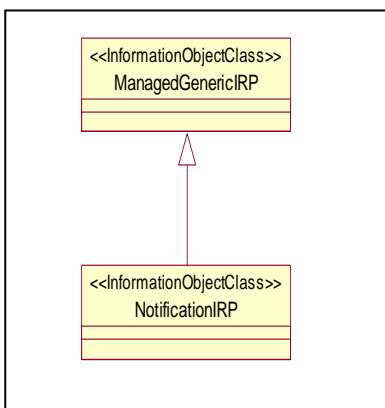 <<InformationObjectClass>>
ManagedGenericIRP
<<InformationObjectClass>>
NotificationIRP